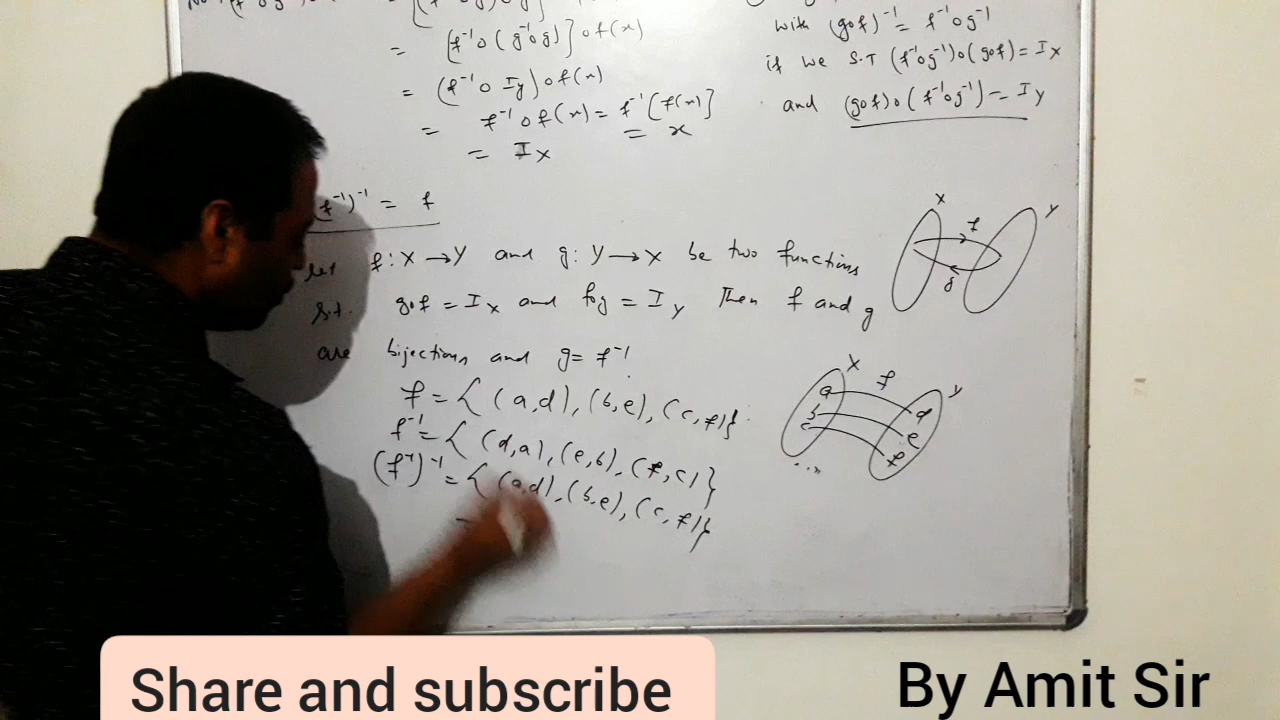 = (f⁻¹o(g⁻¹og)]of(x)
= (f⁻¹o Iy)of(x)
= f⁻¹of(x) = f⁻¹[f(x)]
= x
= Ix
with (gof)⁻¹ = f⁻¹og⁻¹
if we S.T (f⁻¹og⁻¹)o(gof) = Ix
and (gof)o(f⁻¹og⁻¹) = Iy
f⁻¹)⁻¹ = f
let f: X → Y and g: Y → X be two functions
s.t. gof = Ix and fog = Iy Then f and g
are bijections and g = f⁻¹.
f = {(a,d), (b,e), (c,f)}
f⁻¹ = {(d,a), (e,b), (f,c)}
(f⁻¹)⁻¹ = {(a,d), (b,e), (c,f)}
X f Y
g
X f Y
a d
b e
c f
Share and subscribe
By Amit Sir